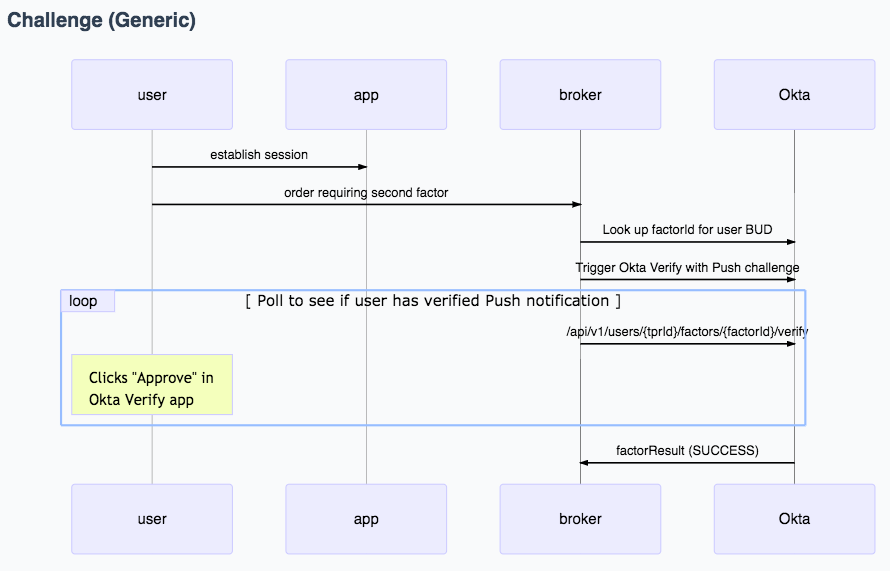 Challenge (Generic)
user app broker Okta
establish session
order requiring second factor
Look up factorId for user BUD
Trigger Okta Verify with Push challenge
loop [ Poll to see if user has verified Push notification ]
/api/v1/users/{tprId}/factors/{factorId}/verify
Clicks "Approve" in
Okta Verify app
factorResult (SUCCESS)
user app broker Okta